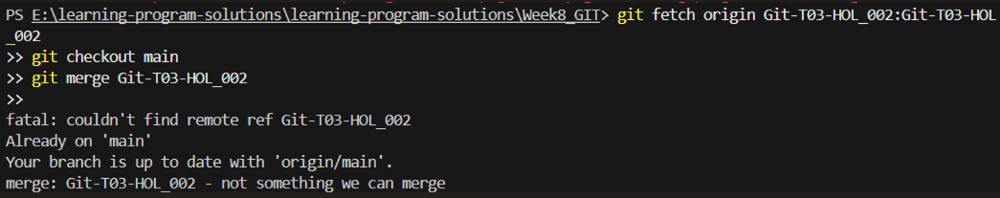 PS E:\learning-program-solutions\learning-program-solutions\Week8_GIT> git fetch origin Git-T03-HOL_002:Git-T03-HOL
_002
>> git checkout main
>> git merge Git-T03-HOL_002
>>
fatal: couldn't find remote ref Git-T03-HOL_002
Already on 'main'
Your branch is up to date with 'origin/main'.
merge: Git-T03-HOL_002 - not something we can merge